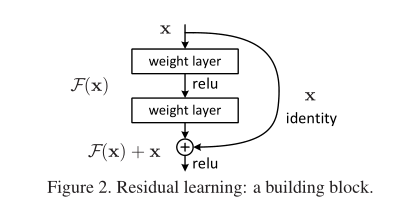 x
weight layer
relu
F(x)
weight layer
x
identity
F(x) + x
relu
Figure 2. Residual learning: a building block.